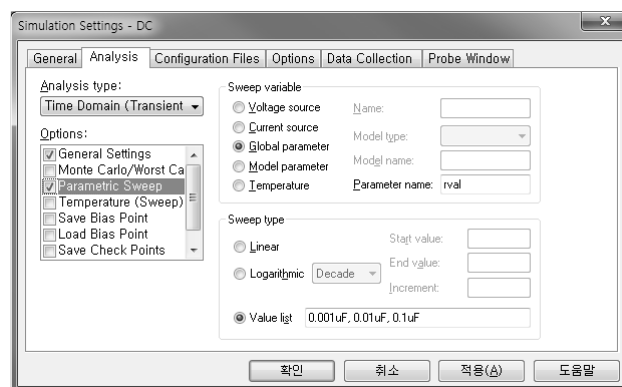 Simulation Settings - DC
General Analysis Configuration Files Options Data Collection Probe Window
Analysis type:
Time Domain (Transient
Options:
General Settings
Monte Carlo/Worst Ca
Parametric Sweep
Temperature (Sweep)
Save Bias Point
Load Bias Point
Save Check Points
Sweep variable
Voltage source
Current source
Global parameter
Model parameter
Temperature
Name:
Model type:
Model name:
Parameter name: rval
Sweep type
Linear
Logarithmic Decade
Start value:
End value:
Increment:
Value list 0.001uF, 0.01uF, 0.1uF
확인 취소 적용(A) 도움말